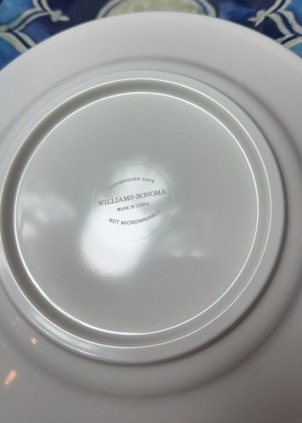 DISHWASHER SAFE
WILLIAMS-SONOMA
MADE IN CHINA
NOT MICROWAVABLE